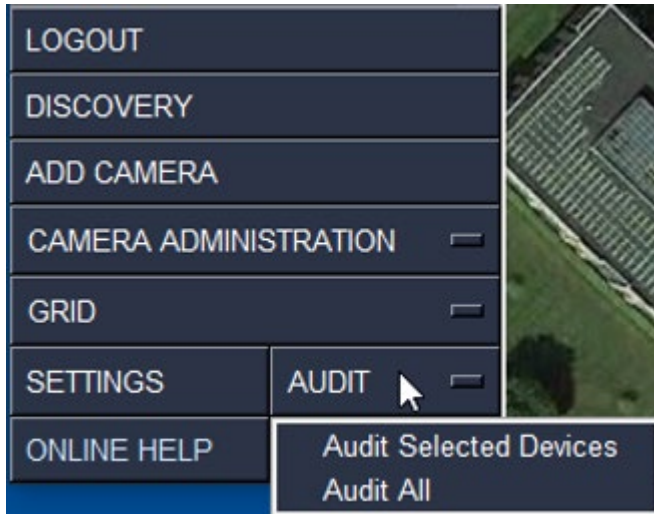 LOGOUT
DISCOVERY
ADD CAMERA
CAMERA ADMINISTRATION
GRID
SETTINGS AUDIT
ONLINE HELP
Audit Selected Devices
Audit All